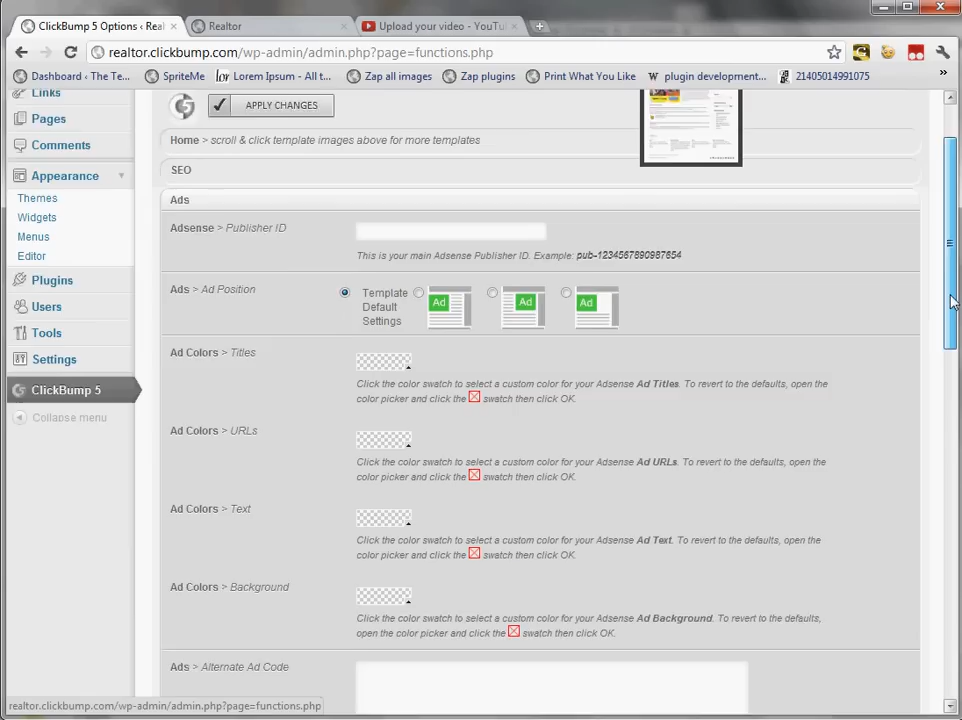 ClickBump 5 Options ‹ Real
Realtor
Upload your video - YouTu
realtor.clickbump.com/wp-admin/admin.php?page=functions.php
Dashboard ‹ The Te...
SpriteMe
lor Lorem Ipsum - All t...
Zap all images
Zap plugins
Print What You Like
W plugin development...
21405014991075
»
Links
Pages
Comments
Appearance
Themes
Widgets
Menus
Editor
Plugins
Users
Tools
Settings
ClickBump 5
Collapse menu
APPLY CHANGES
Home > scroll & click template images above for more templates
SEO
Ads
Adsense > Publisher ID
This is your main Adsense Publisher ID. Example: pub-1234567890987654
Ads > Ad Position
Template
Default
Settings
Ad
Ad
Ad
Ad Colors > Titles
Click the color swatch to select a custom color for your Adsense Ad Titles. To revert to the defaults, open the
color picker and click the swatch then click OK.
Ad Colors > URLs
Click the color swatch to select a custom color for your Adsense Ad URLs. To revert to the defaults, open the
color picker and click the swatch then click OK.
Ad Colors > Text
Click the color swatch to select a custom color for your Adsense Ad Text. To revert to the defaults, open the
color picker and click the swatch then click OK.
Ad Colors > Background
Click the color swatch to select a custom color for your Adsense Ad Background. To revert to the defaults,
open the color picker and click the swatch then click OK.
Ads > Alternate Ad Code
realtor.clickbump.com/wp-admin/admin.php?page=functions.php